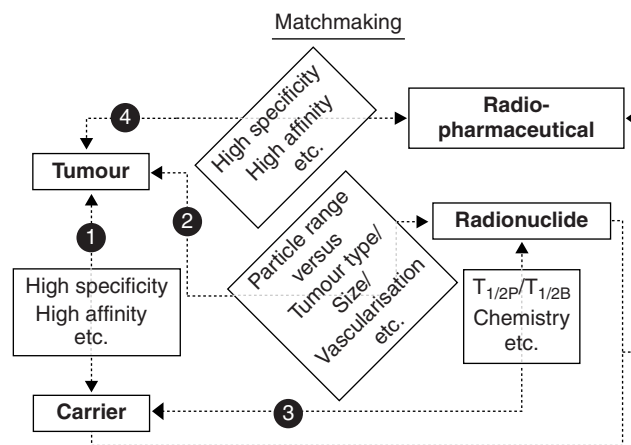 Matchmaking
4
High specificity
High affinity
etc.
Radio-
pharmaceutical
Tumour
2
Particle range
versus
Tumour type/
Size/
Vascularisation
etc.
Radionuclide
1
High specificity
High affinity
etc.
T1/2P/T1/2B
Chemistry
etc.
Carrier
3